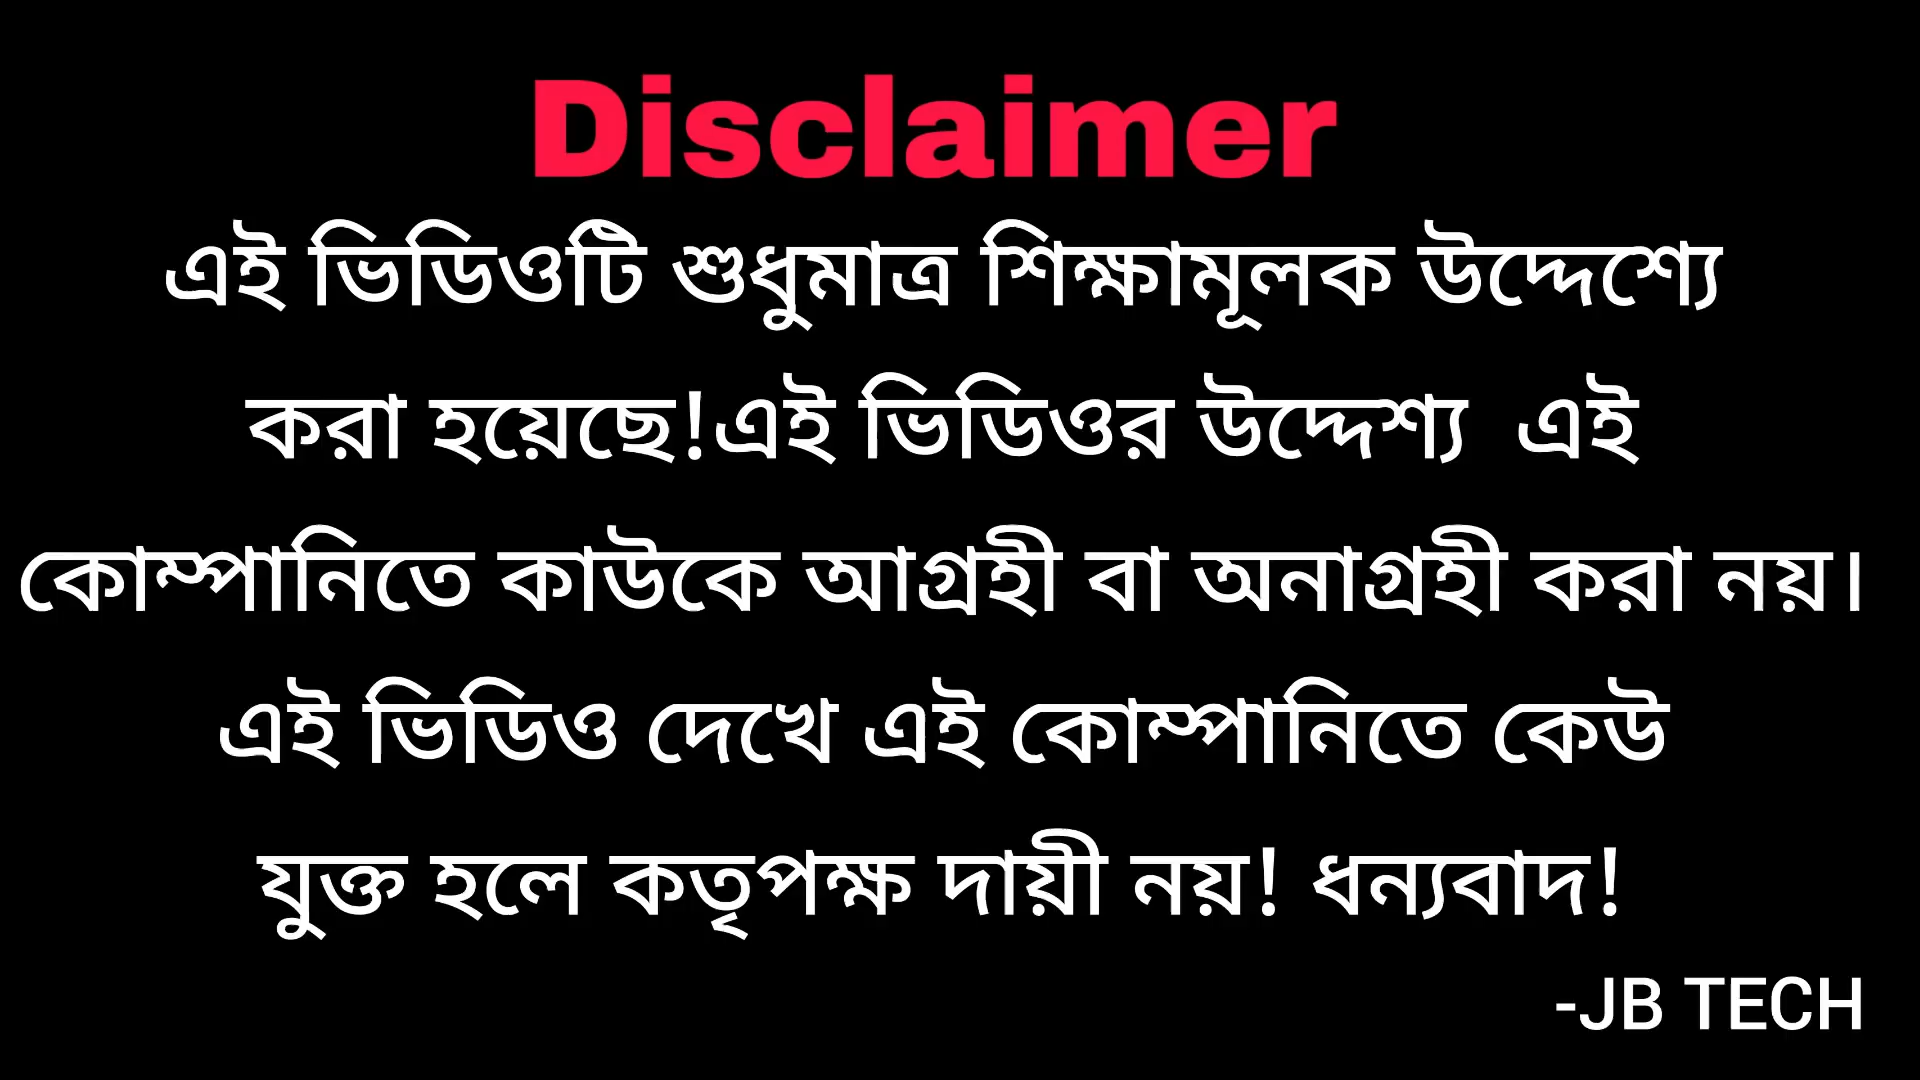 Disclaimer
এই ভিডিওটি শুধুমাত্র শিক্ষামূলক উদ্দেশ্যে
করা হয়েছে!এই ভিডিওর উদ্দেশ্য  এই
কোম্পানিতে কাউকে আগ্রহী বা অনাগ্রহী করা নয়।
এই ভিডিও দেখে এই কোম্পানিতে কেউ
যুক্ত হলে কতৃপক্ষ দায়ী নয়! ধন্যবাদ!
-JB TECH